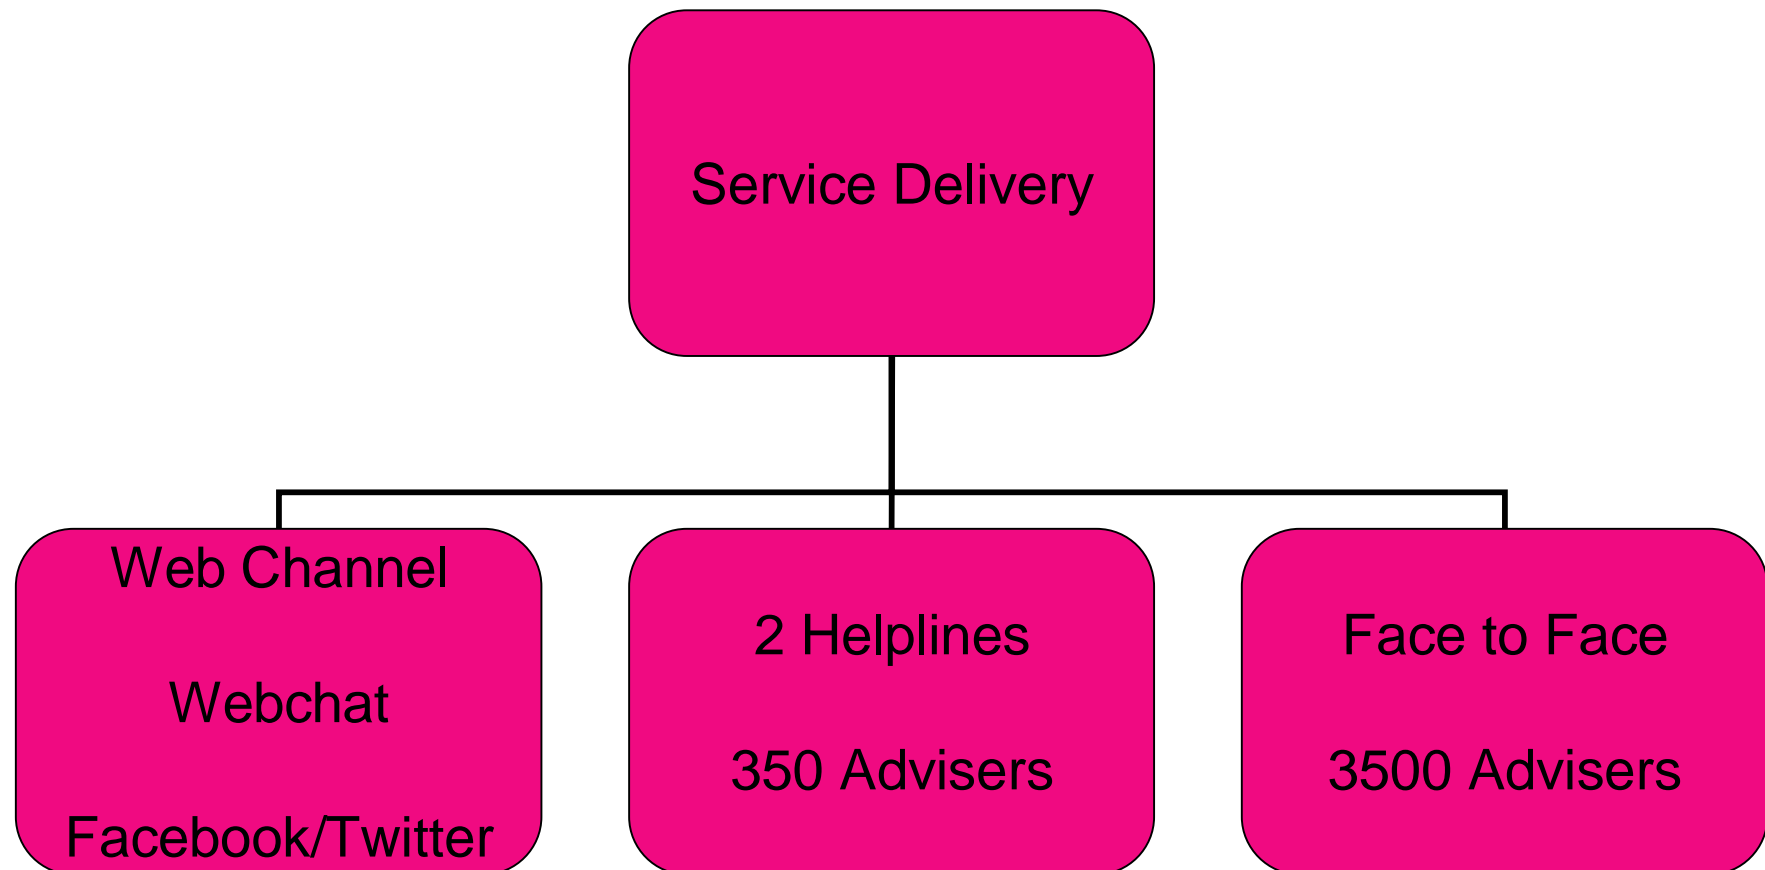 Service Delivery
Web Channel
Webchat
Facebook/Twitter
2 Helplines
350 Advisers
Face to Face
3500 Advisers